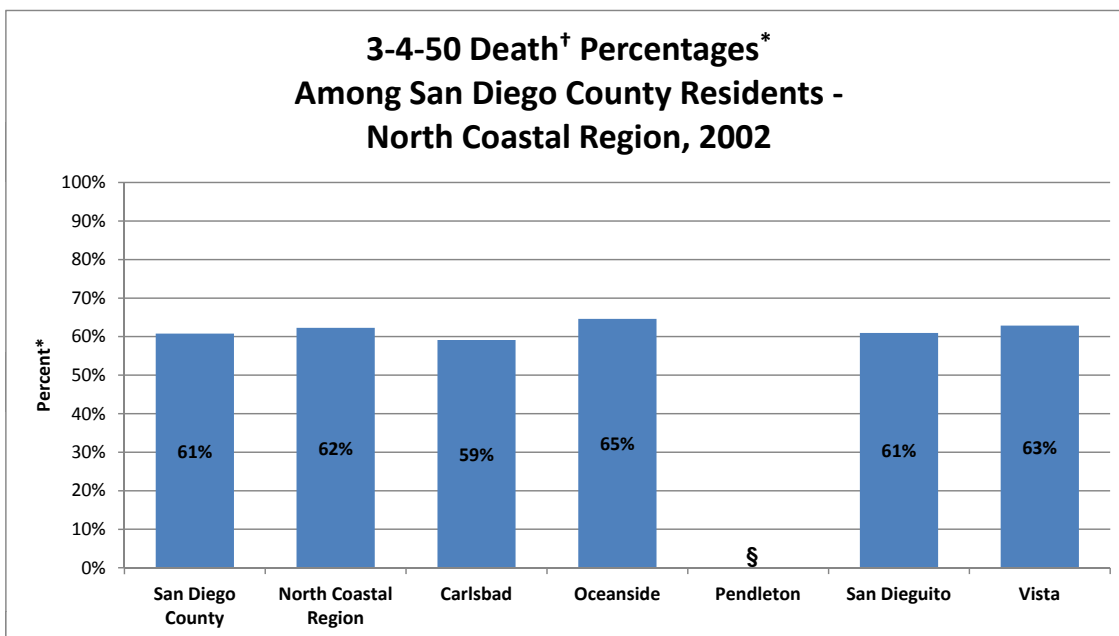 3-4-50 Death† Percentages*
Among San Diego County Residents -
North Coastal Region, 2002
Percent*
100%
90%
80%
70%
60%
50%
40%
30%
20%
10%
0%
61%
62%
59%
65%
§
61%
63%
San Diego
County
North Coastal
Region
Carlsbad
Oceanside
Pendleton
San Dieguito
Vista